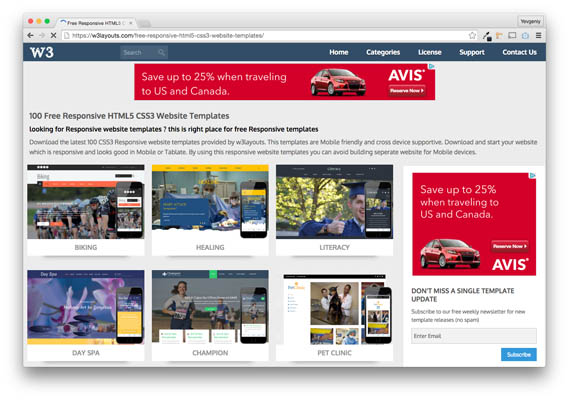 Free Responsive HTML5 C
Yevgeny
https://w3layouts.com/free-responsive-html5-css3-website-templates/
W3
Search
Home
Categories
License
Support
Contact Us
Save up to 25% when traveling
to US and Canada.
AVIS
Reserve Now
100 Free Responsive HTML5 CSS3 Website Templates
looking for Responsive website templates ? this is right place for free Responsive templates
Download the latest 100 CSS3 Responsive website templates provided by w3layouts. This templates are Mobile friendly and cross device supportive. Download and start your website
which is responsive and looks good in Mobile or Tablate. By using this responsive website templates you can avoid building seperate website for Mobile devices.
Biking
Literacy
BIKING
HEALING
LITERACY
Day Spa
Champion
DAY SPA
CHAMPION
PET CLINIC
Save up to 25%
when traveling to
US and Canada.
Reserve Now
AVIS
DON'T MISS A SINGLE TEMPLATE
UPDATE
Subscribe to our free weekly newsletter for new
template releases (no spam)
Enter Email
Subscribe